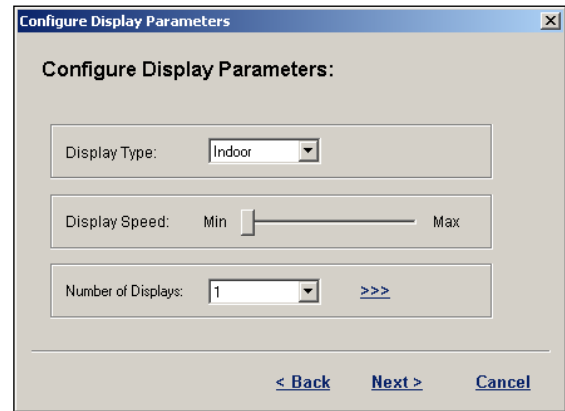 Configure Display Parameters
Configure Display Parameters:
Display Type: Indoor
Display Speed: Min Max
Number of Displays: 1 >>>
< Back Next > Cancel